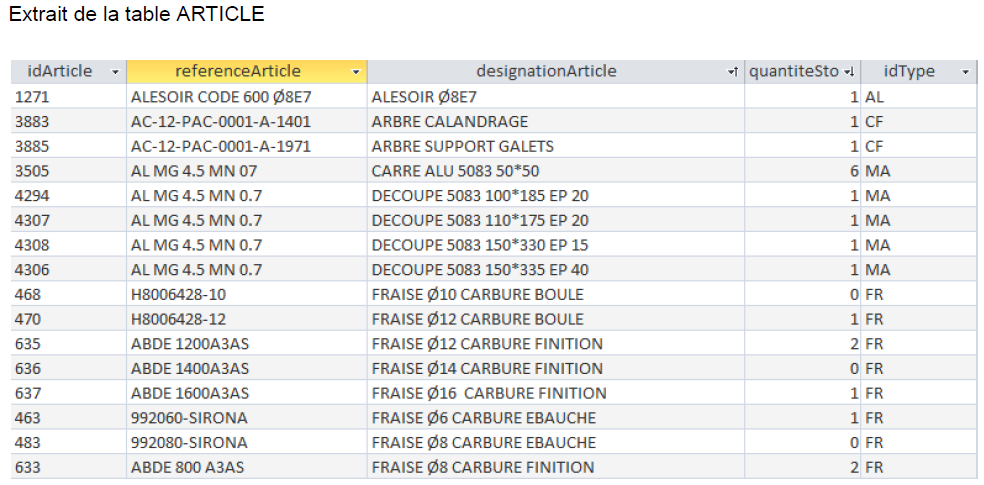 Extrait de la table ARTICLE
idArticle referenceArticle designationArticle quantiteSto idType
1271 ALESOIR CODE 600 Ø8E7 ALESOIR Ø8E7 1 AL
3883 AC-12-PAC-0001-A-1401 ARBRE CALANDRAGE 1 CF
3885 AC-12-PAC-0001-A-1971 ARBRE SUPPORT GALETS 1 CF
3505 AL MG 4.5 MN 07 CARRE ALU 5083 50*50 6 MA
4294 AL MG 4.5 MN 0.7 DECOUPE 5083 100*185 EP 20 1 MA
4307 AL MG 4.5 MN 0.7 DECOUPE 5083 110*175 EP 20 1 MA
4308 AL MG 4.5 MN 0.7 DECOUPE 5083 150*330 EP 15 1 MA
4306 AL MG 4.5 MN 0.7 DECOUPE 5083 150*335 EP 40 1 MA
468 H8006428-10 FRAISE Ø10 CARBURE BOULE 0 FR
470 H8006428-12 FRAISE Ø12 CARBURE BOULE 1 FR
635 ABDE 1200A3AS FRAISE Ø12 CARBURE FINITION 2 FR
636 ABDE 1400A3AS FRAISE Ø14 CARBURE FINITION 0 FR
637 ABDE 1600A3AS FRAISE Ø16 CARBURE FINITION 1 FR
463 992060-SIRONA FRAISE Ø6 CARBURE EBAUCHE 1 FR
483 992080-SIRONA FRAISE Ø8 CARBURE EBAUCHE 0 FR
633 ABDE 800 A3AS FRAISE Ø8 CARBURE FINITION 2 FR